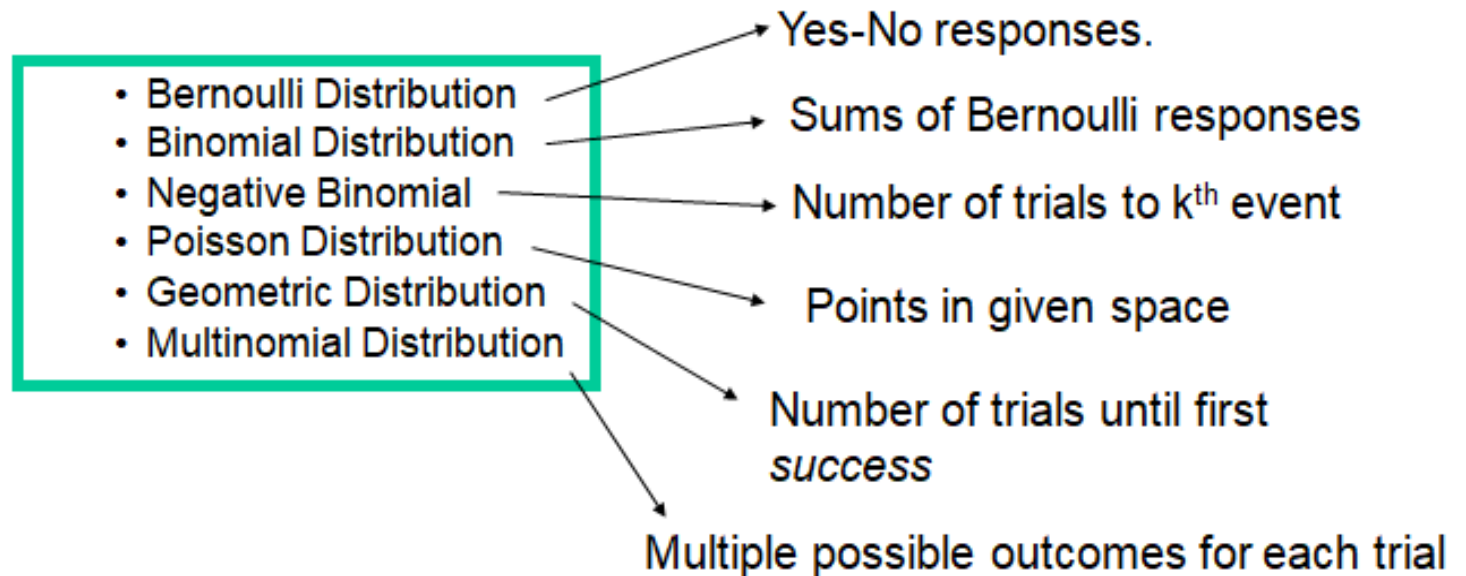 Yes-No responses.
• Bernoulli Distribution
Sums of Bernoulli responses
• Binomial Distribution
Number of trials to kth event
• Negative Binomial
• Poisson Distribution
Points in given space
• Geometric Distribution
• Multinomial Distribution
Number of trials until first
success
Multiple possible outcomes for each trial